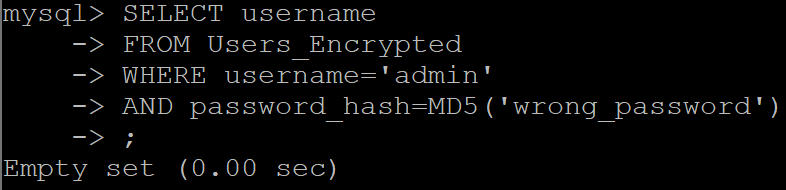 mysql> SELECT username
    -> FROM Users_Encrypted
    -> WHERE username='admin'
    -> AND password_hash=MD5('wrong_password')
    -> ;
Empty set (0.00 sec)